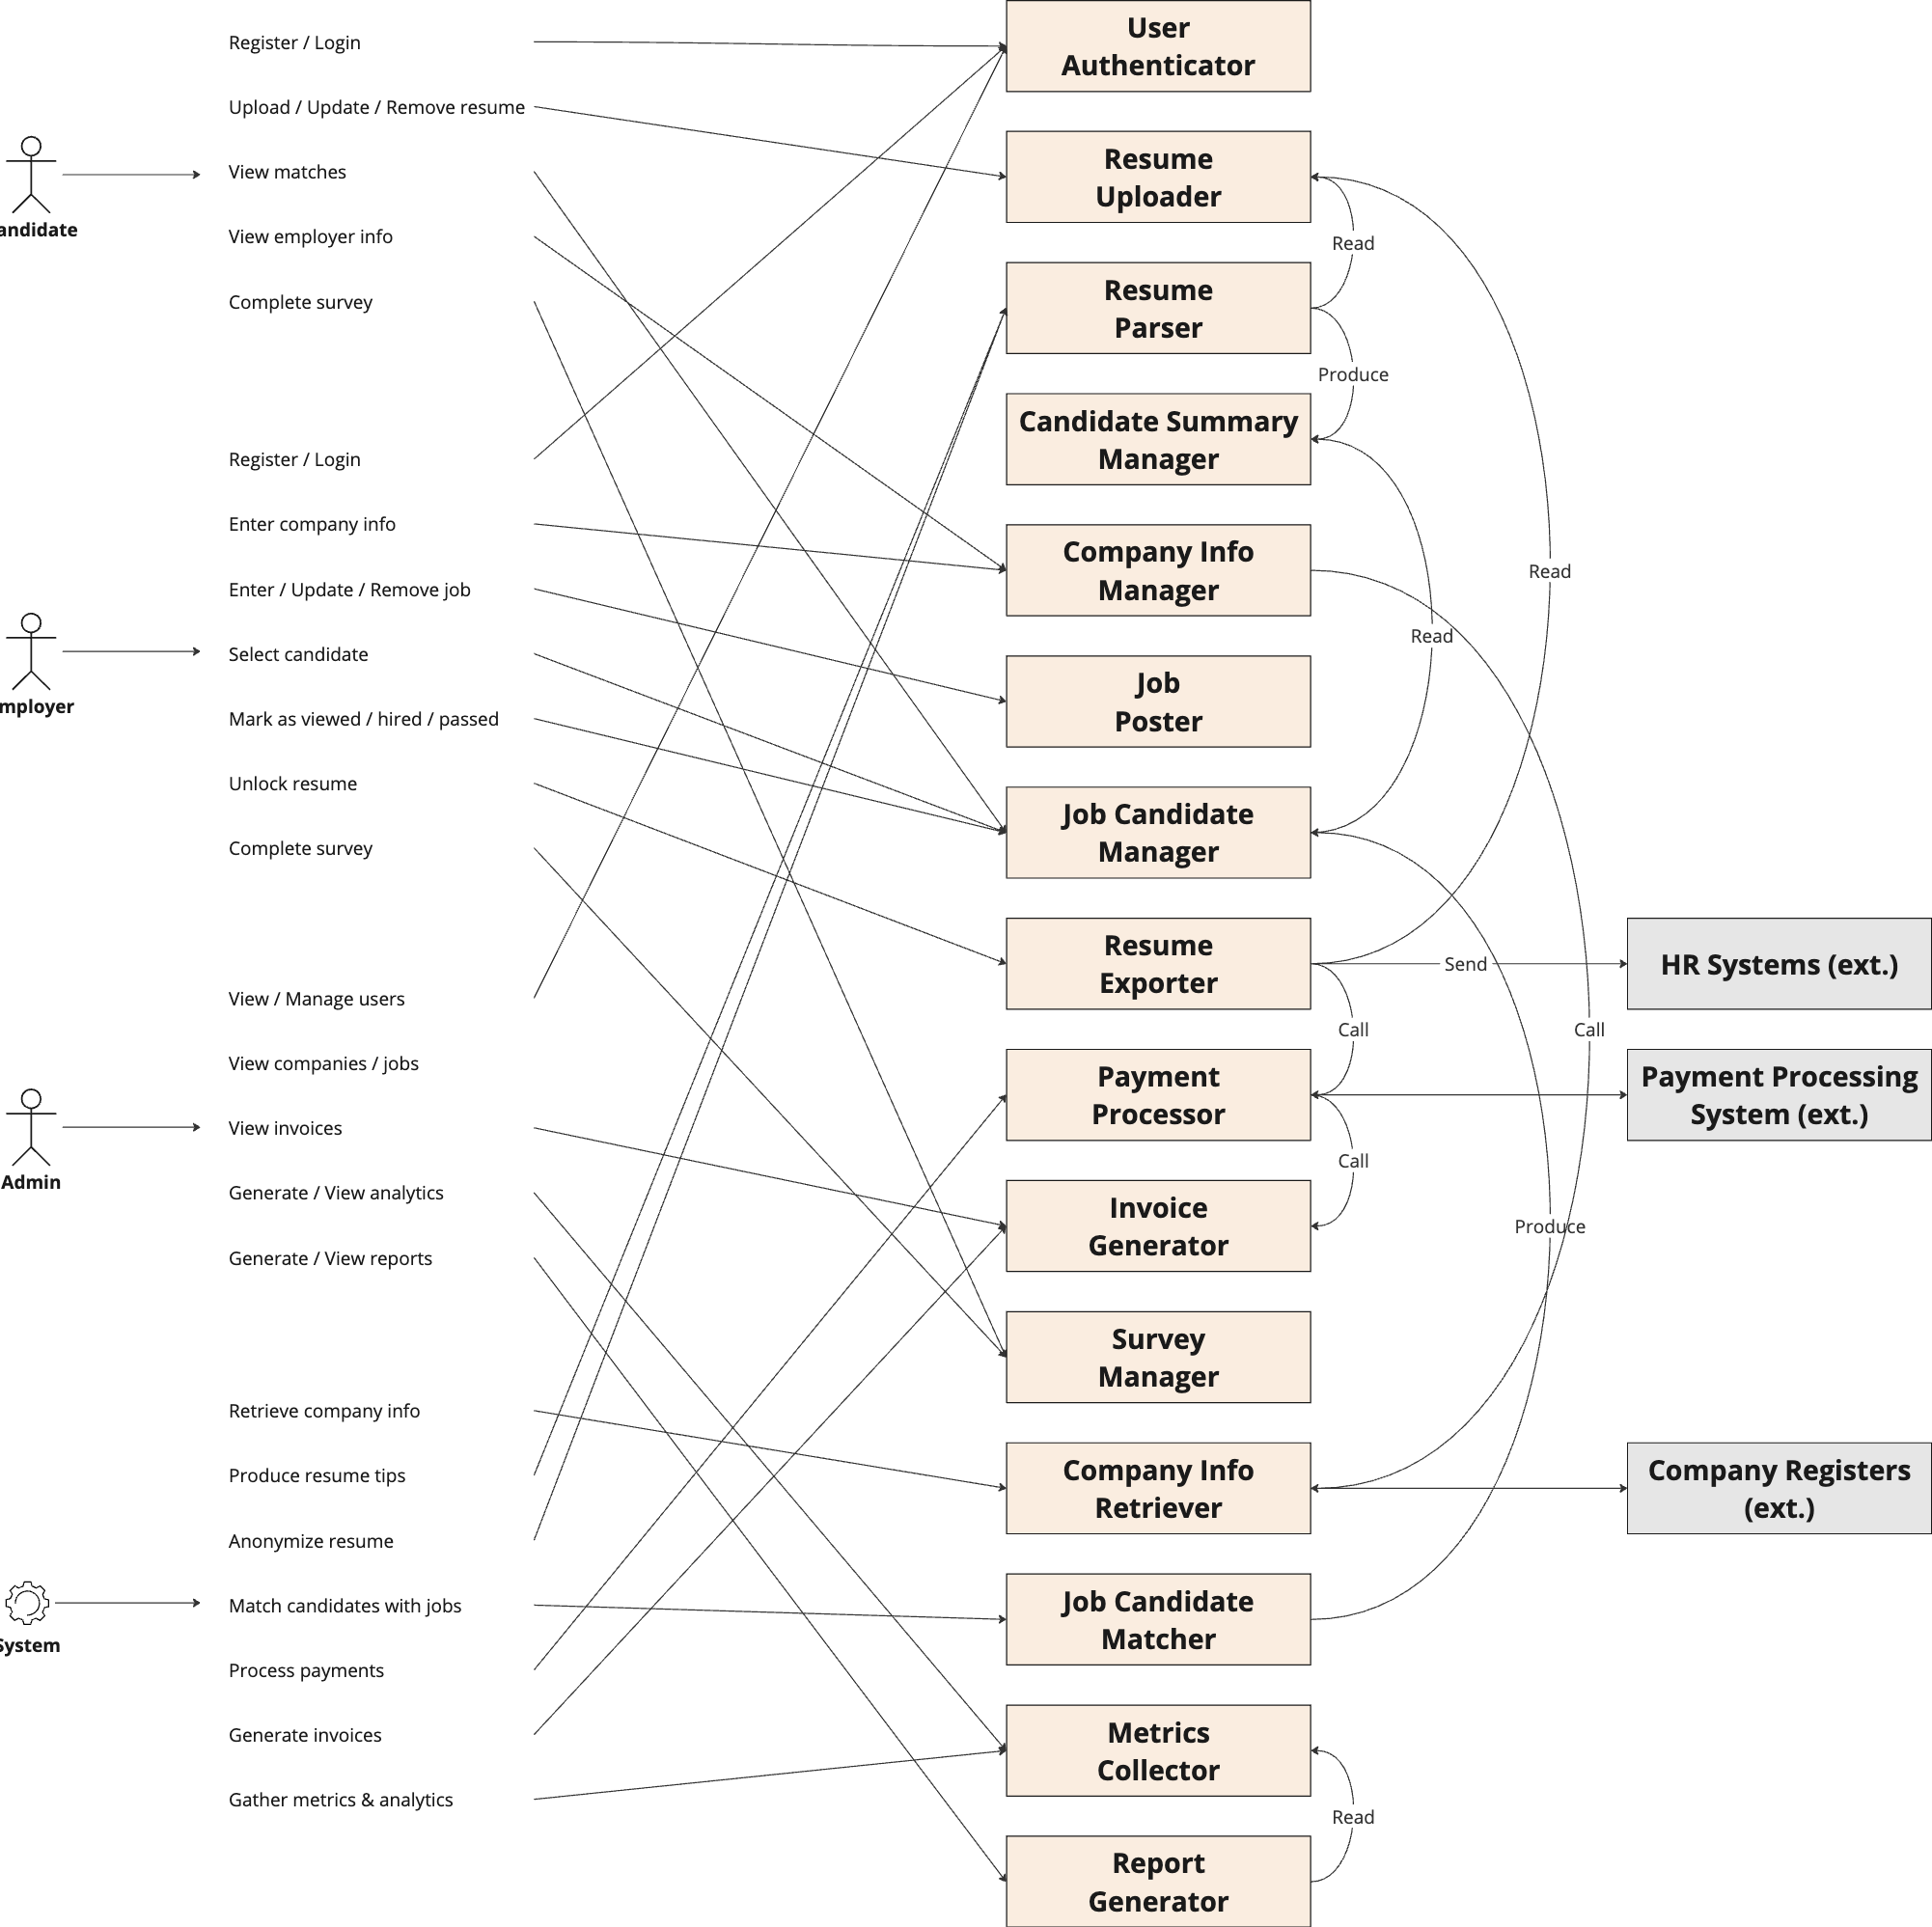 Register / Login
Upload / Update / Remove resume
View matches
View employer info
Complete survey
andidate
Register / Login
Enter company info
Enter / Update / Remove job
Select candidate
Mark as viewed / hired / passed
Unlock resume
Complete survey
mployer
View / Manage users
View companies / jobs
View invoices
Generate / View analytics
Generate / View reports
Admin
Retrieve company info
Produce resume tips
Anonymize resume
Match candidates with jobs
Process payments
Generate invoices
Gather metrics & analytics
System
User
Authenticator
Resume
Uploader
Resume
Parser
Candidate Summary
Manager
Company Info
Manager
Job
Poster
Job Candidate
Manager
Resume
Exporter
Payment
Processor
Invoice
Generator
Survey
Manager
Company Info
Retriever
Job Candidate
Matcher
Metrics
Collector
Report
Generator
Read
Produce
Read
Read
Send
Call
Call
Call
Produce
Read
HR Systems (ext.)
Payment Processing
System (ext.)
Company Registers
(ext.)